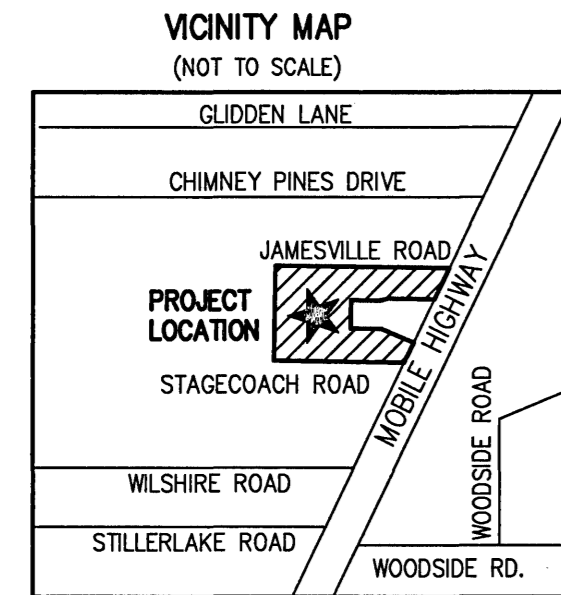 VICINITY MAP
(NOT TO SCALE)
GLIDDEN LANE
CHIMNEY PINES DRIVE
JAMESVILLE ROAD
PROJECT
LOCATION
MOBILE HIGHWAY
STAGECOACH ROAD
WOODSIDE ROAD
WILSHIRE ROAD
STILLERLAKE ROAD
WOODSIDE RD.